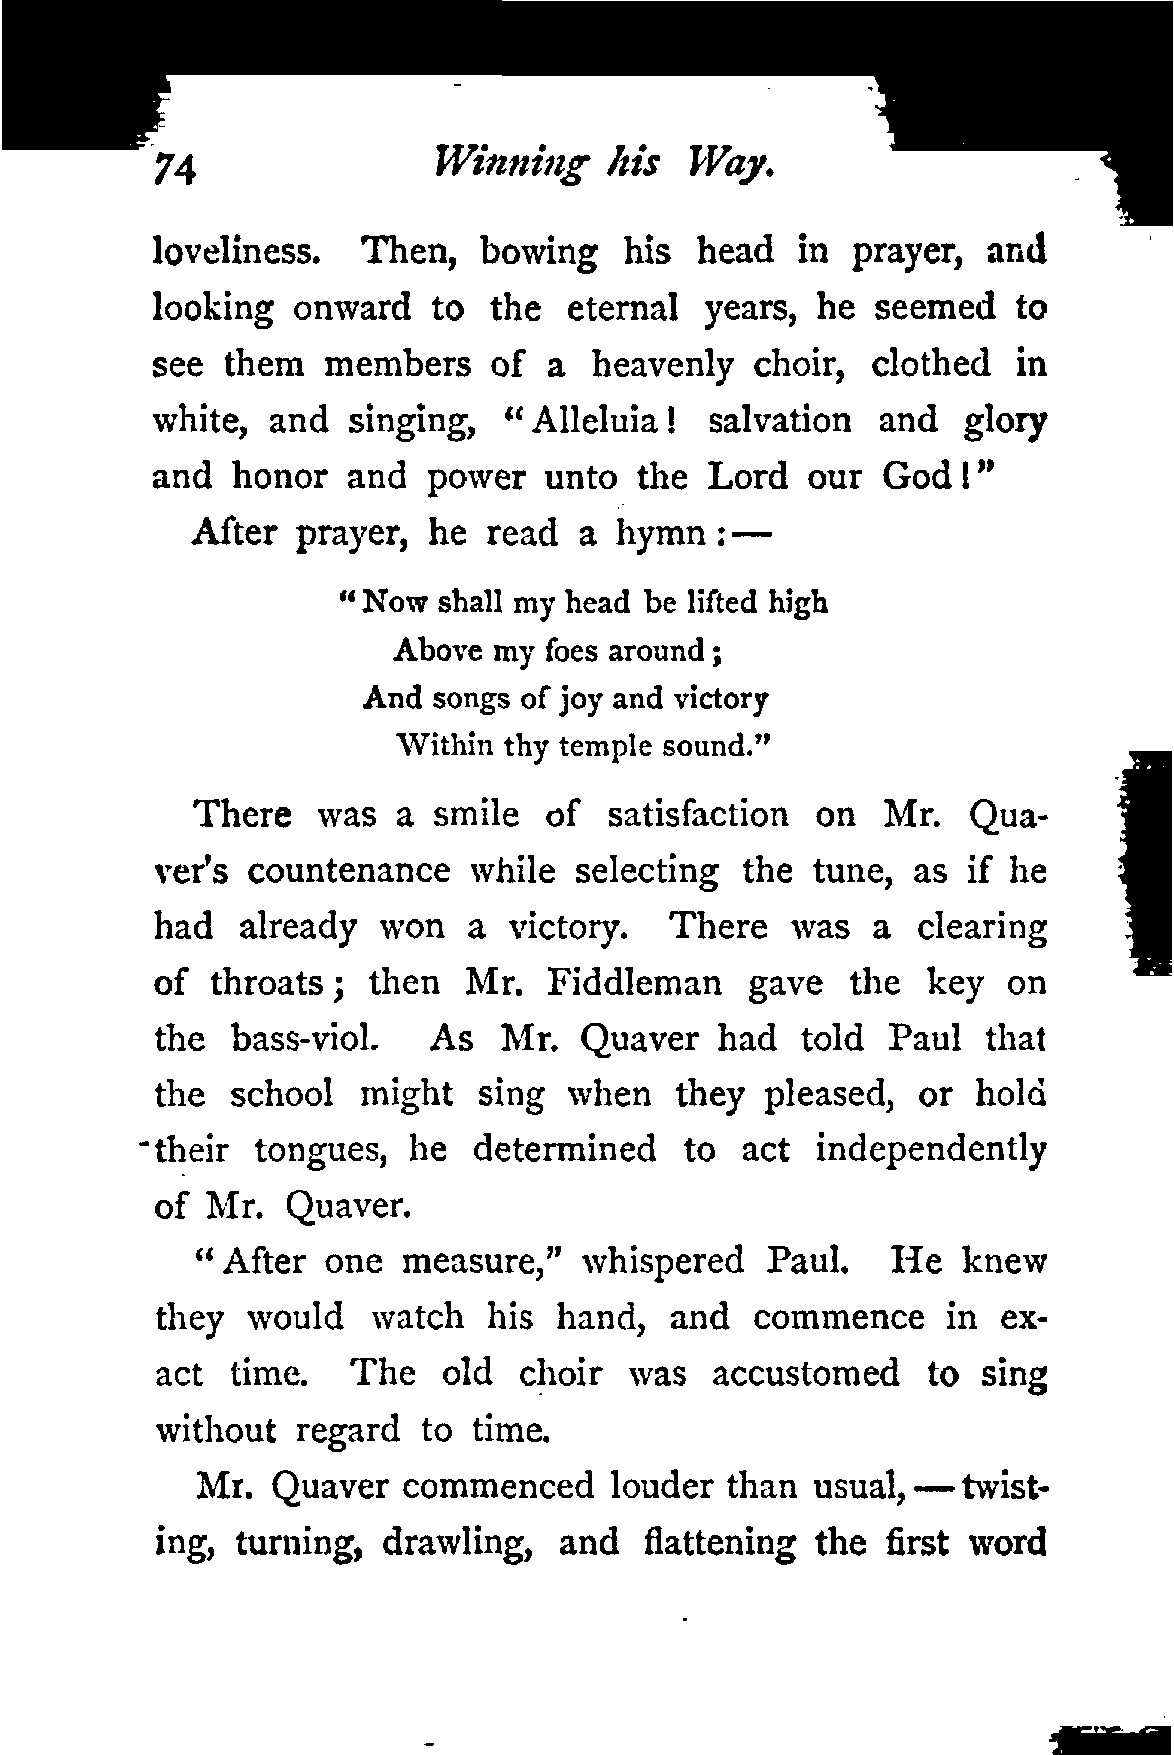 74 Winning his Way.
loveliness. Then, bowing his head in prayer, and
looking onward to the eternal years, he seemed to
see them members of a heavenly choir, clothed in
white, and singing, “Alleluia! salvation and glory
and honor and power unto the Lord our God!”
After prayer, he read a hymn:—
“Now shall my head be lifted high
Above my foes around;
And songs of joy and victory
Within thy temple sound.”
There was a smile of satisfaction on Mr. Qua-
ver's countenance while selecting the tune, as if he
had already won a victory. There was a clearing
of throats; then Mr. Fiddleman gave the key on
the bass-viol. As Mr. Quaver had told Paul that
the school might sing when they pleased, or hold
their tongues, he determined to act independently
of Mr. Quaver.
“After one measure,” whispered Paul. He knew
they would watch his hand, and commence in ex-
act time. The old choir was accustomed to sing
without regard to time.
Mr. Quaver commenced louder than usual,—twist-
ing, turning, drawling, and flattening the first word